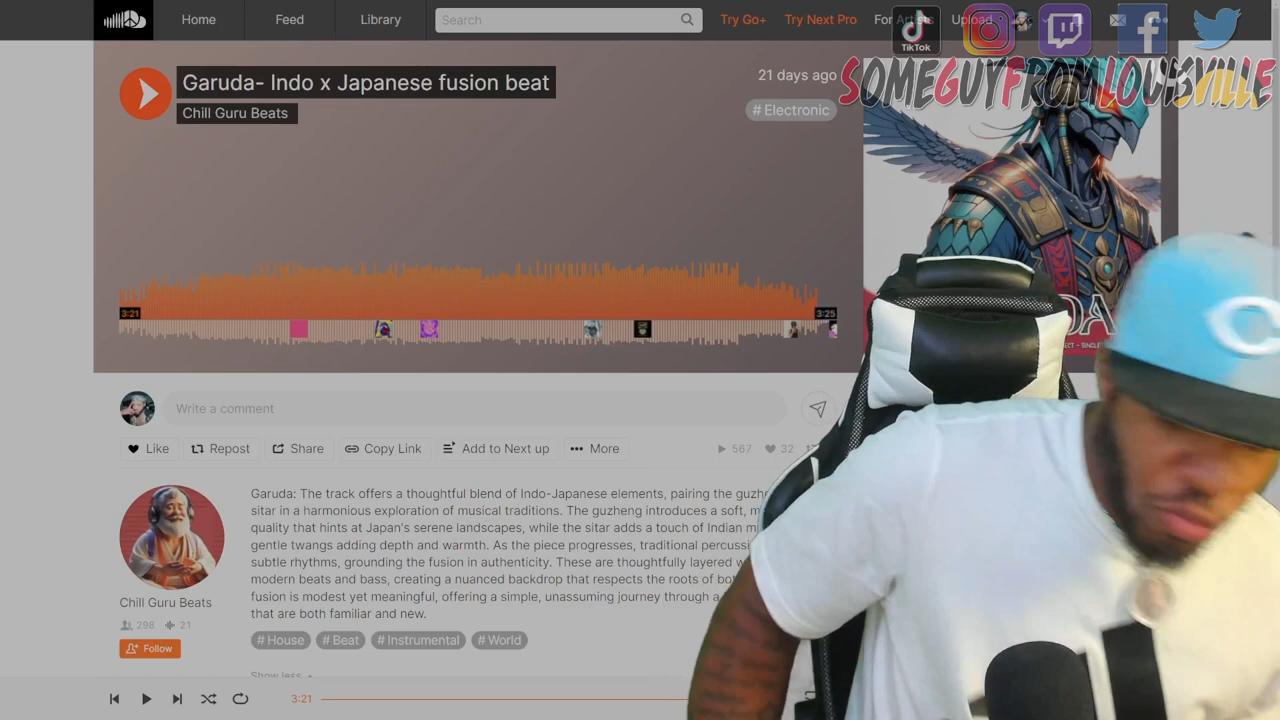 Home
Feed
Library
Search
Try Go+
Try Next Pro
For Artists
Upload
TikTok
SOMEGUYFROMLOUISVILLE
Garuda- Indo x Japanese fusion beat
Chill Guru Beats
21 days ago
# Electronic
3:21
3:25
Write a comment
Like
Repost
Share
Copy Link
Add to Next up
More
567
32
Garuda: The track offers a thoughtful blend of Indo-Japanese elements, pairing the guzhe
sitar in a harmonious exploration of musical traditions. The guzheng introduces a soft, m
quality that hints at Japan's serene landscapes, while the sitar adds a touch of Indian m
gentle twangs adding depth and warmth. As the piece progresses, traditional percussi
subtle rhythms, grounding the fusion in authenticity. These are thoughtfully layered w
modern beats and bass, creating a nuanced backdrop that respects the roots of bot
fusion is modest yet meaningful, offering a simple, unassuming journey through a
that are both familiar and new.
Chill Guru Beats
298
21
Follow
# House
# Beat
# Instrumental
# World
Show less
3:21